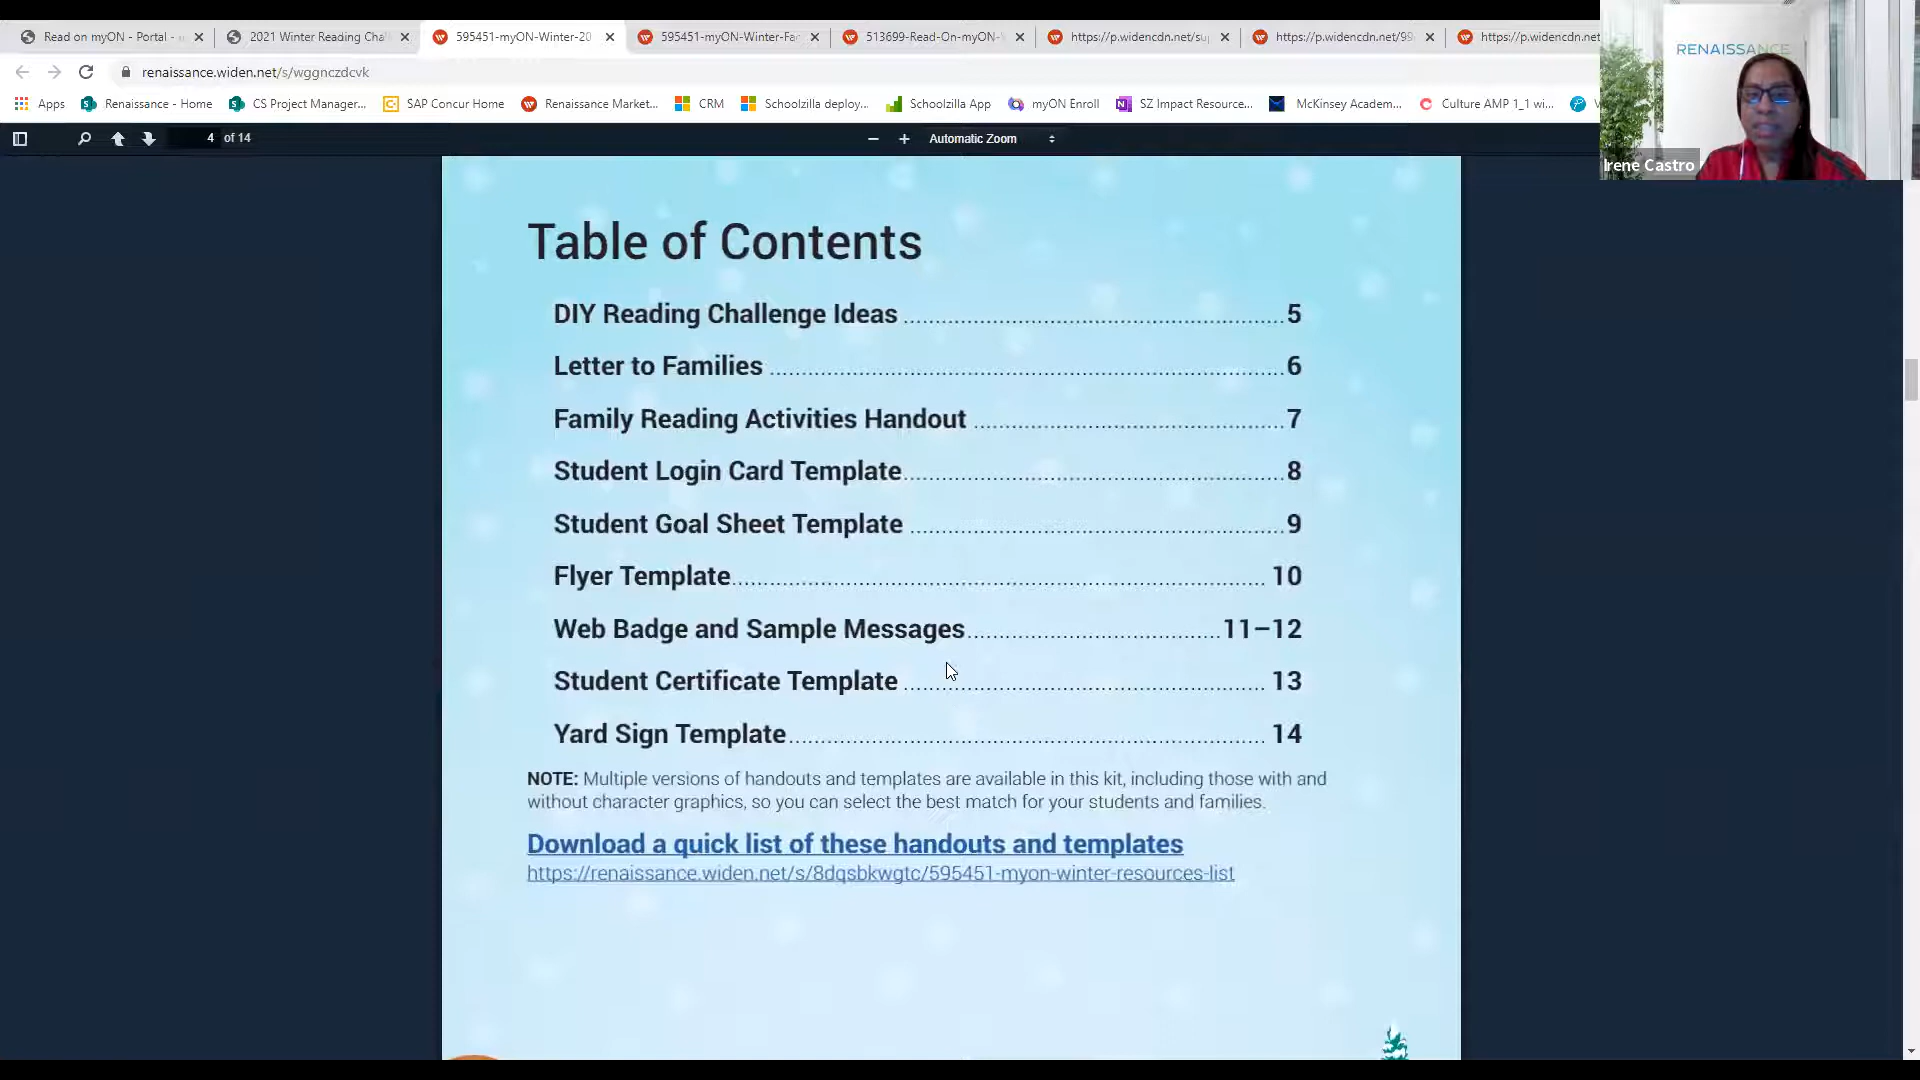 Read on myON - Portal -
2021 Winter Reading Cha
595451-myON-Winter-20
595451-myON-Winter-Fa
513699-Read-On-myON-
https://p.widencdn.net/su
https://p.widencdn.net/99
https://p.widencdn.net
renaissance.widen.net/s/wggnczdcvk
Apps
Renaissance - Home
CS Project Manager...
SAP Concur Home
Renaissance Market...
CRM
Schoolzilla deploy...
Schoolzilla App
myON Enroll
SZ Impact Resource...
McKinsey Academ...
Culture AMP 1_1 wi...
4 of 14
Automatic Zoom
RENAISSANCE
Irene Castro
Table of Contents
DIY Reading Challenge Ideas 5
Letter to Families 6
Family Reading Activities Handout 7
Student Login Card Template 8
Student Goal Sheet Template 9
Flyer Template 10
Web Badge and Sample Messages 11–12
Student Certificate Template 13
Yard Sign Template 14
NOTE: Multiple versions of handouts and templates are available in this kit, including those with and
without character graphics, so you can select the best match for your students and families.
Download a quick list of these handouts and templates
https://renaissance.widen.net/s/8dqsbkwgtc/595451-myon-winter-resources-list